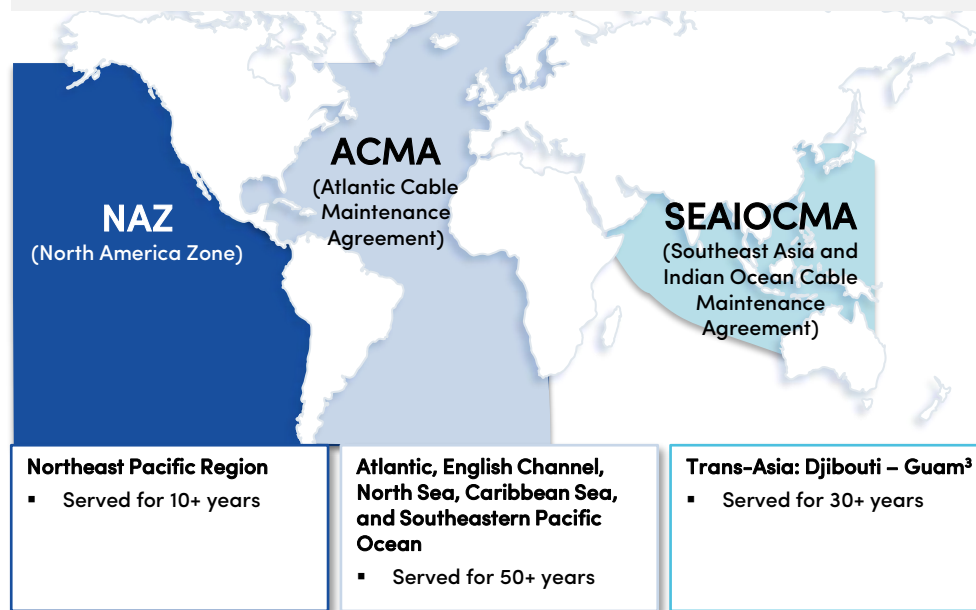 NAZ
(North America Zone)
ACMA
(Atlantic Cable
Maintenance
Agreement)
SEAIOCMA
(Southeast Asia and
Indian Ocean Cable
Maintenance
Agreement)
Northeast Pacific Region
▪ Served for 10+ years
Atlantic, English Channel,
North Sea, Caribbean Sea,
and Southeastern Pacific
Ocean
▪ Served for 50+ years
Trans-Asia: Djibouti – Guam³
▪ Served for 30+ years